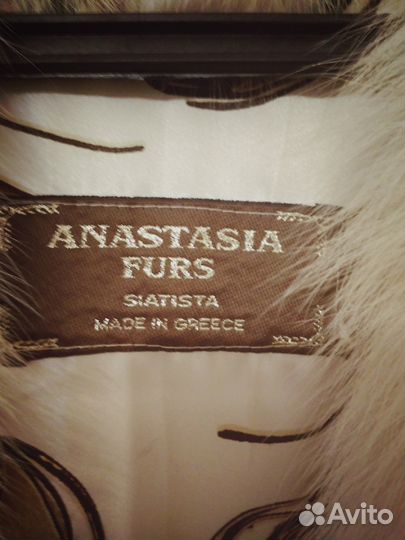 ANASTASIA
FURS
SIATISTA
MADE IN GREECE
Avito